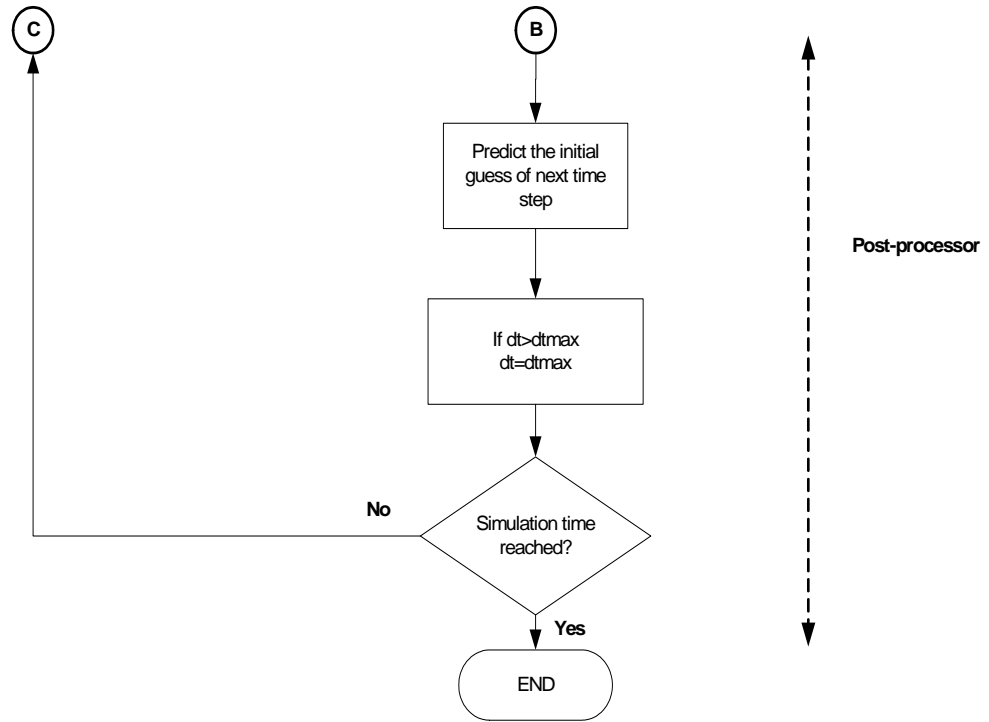 C
B
Predict the initial
guess of next time
step
Post-processor
If dt>dtmax
dt=dtmax
No
Simulation time
reached?
Yes
END